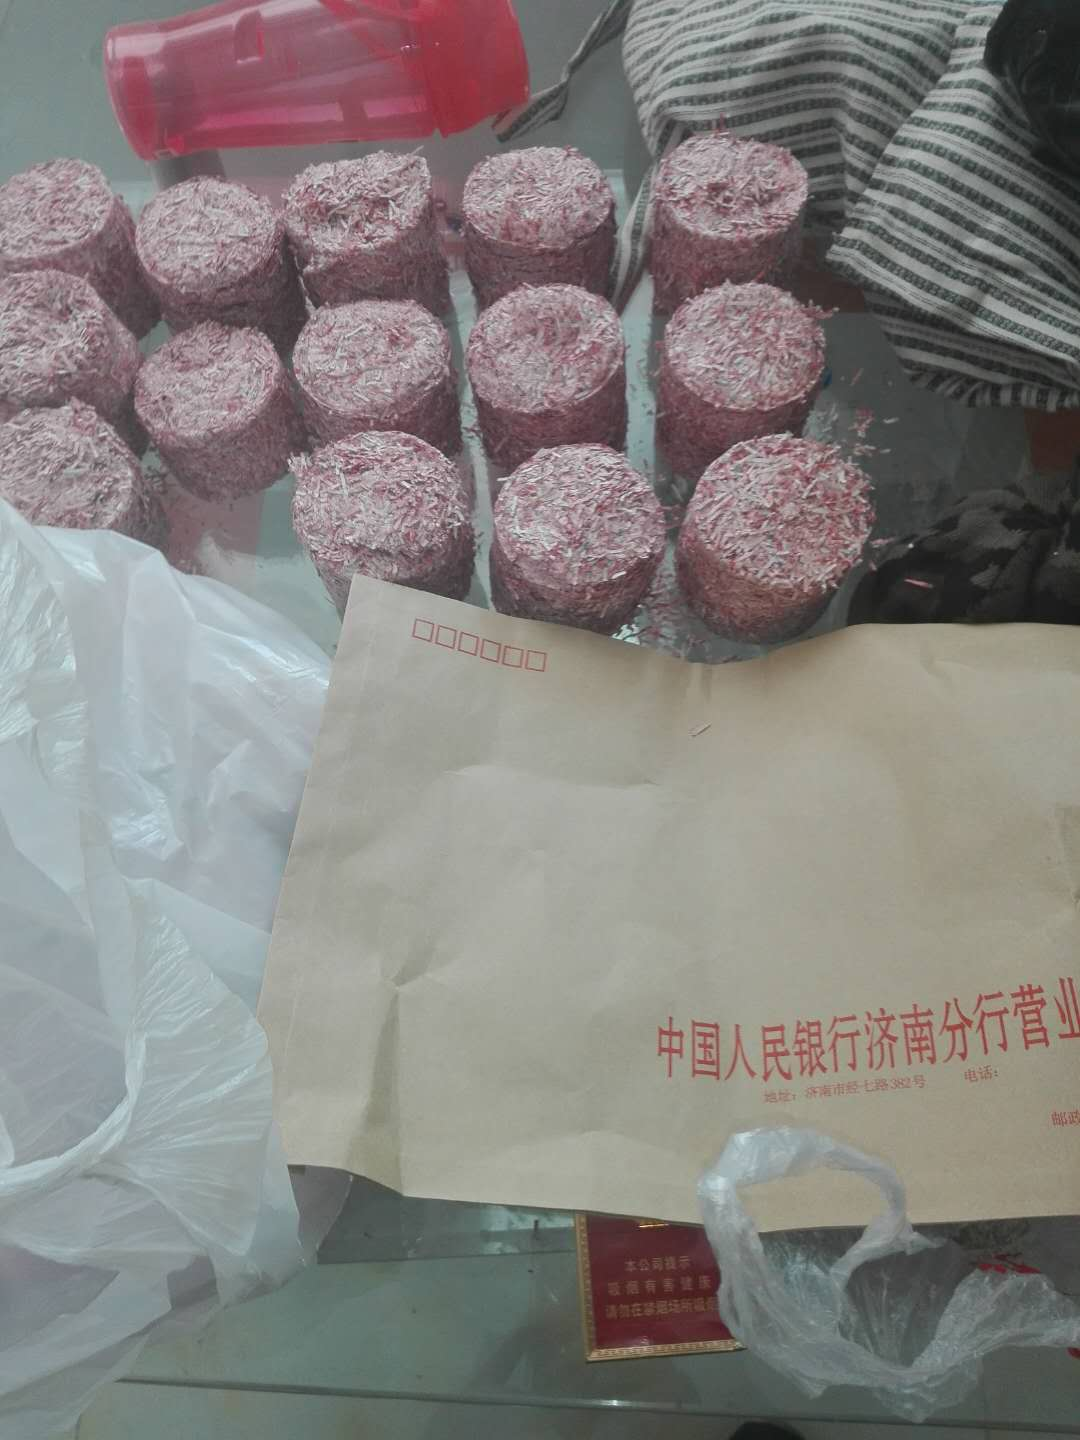 中国人民银行济南分行营业
地址：济南市经七路382号 电话：
邮政
本公司提示
吸烟有害健康
请勿在禁烟场所吸烟